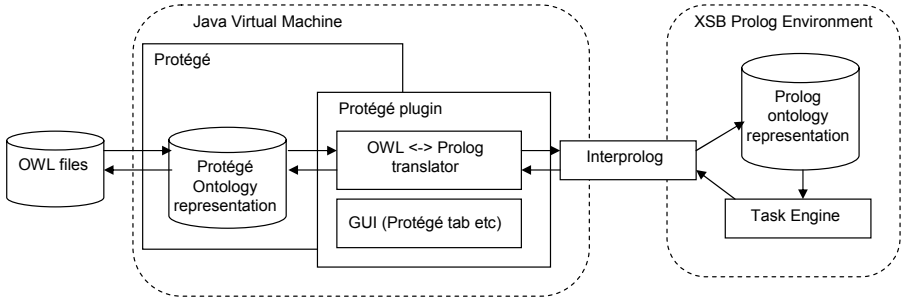 Java Virtual Machine
XSB Prolog Environment
Protégé
Protégé plugin
OWL files
Protégé
Ontology
representation
OWL <-> Prolog
translator
GUI (Protégé tab etc)
Interprolog
Prolog
ontology
representation
Task Engine